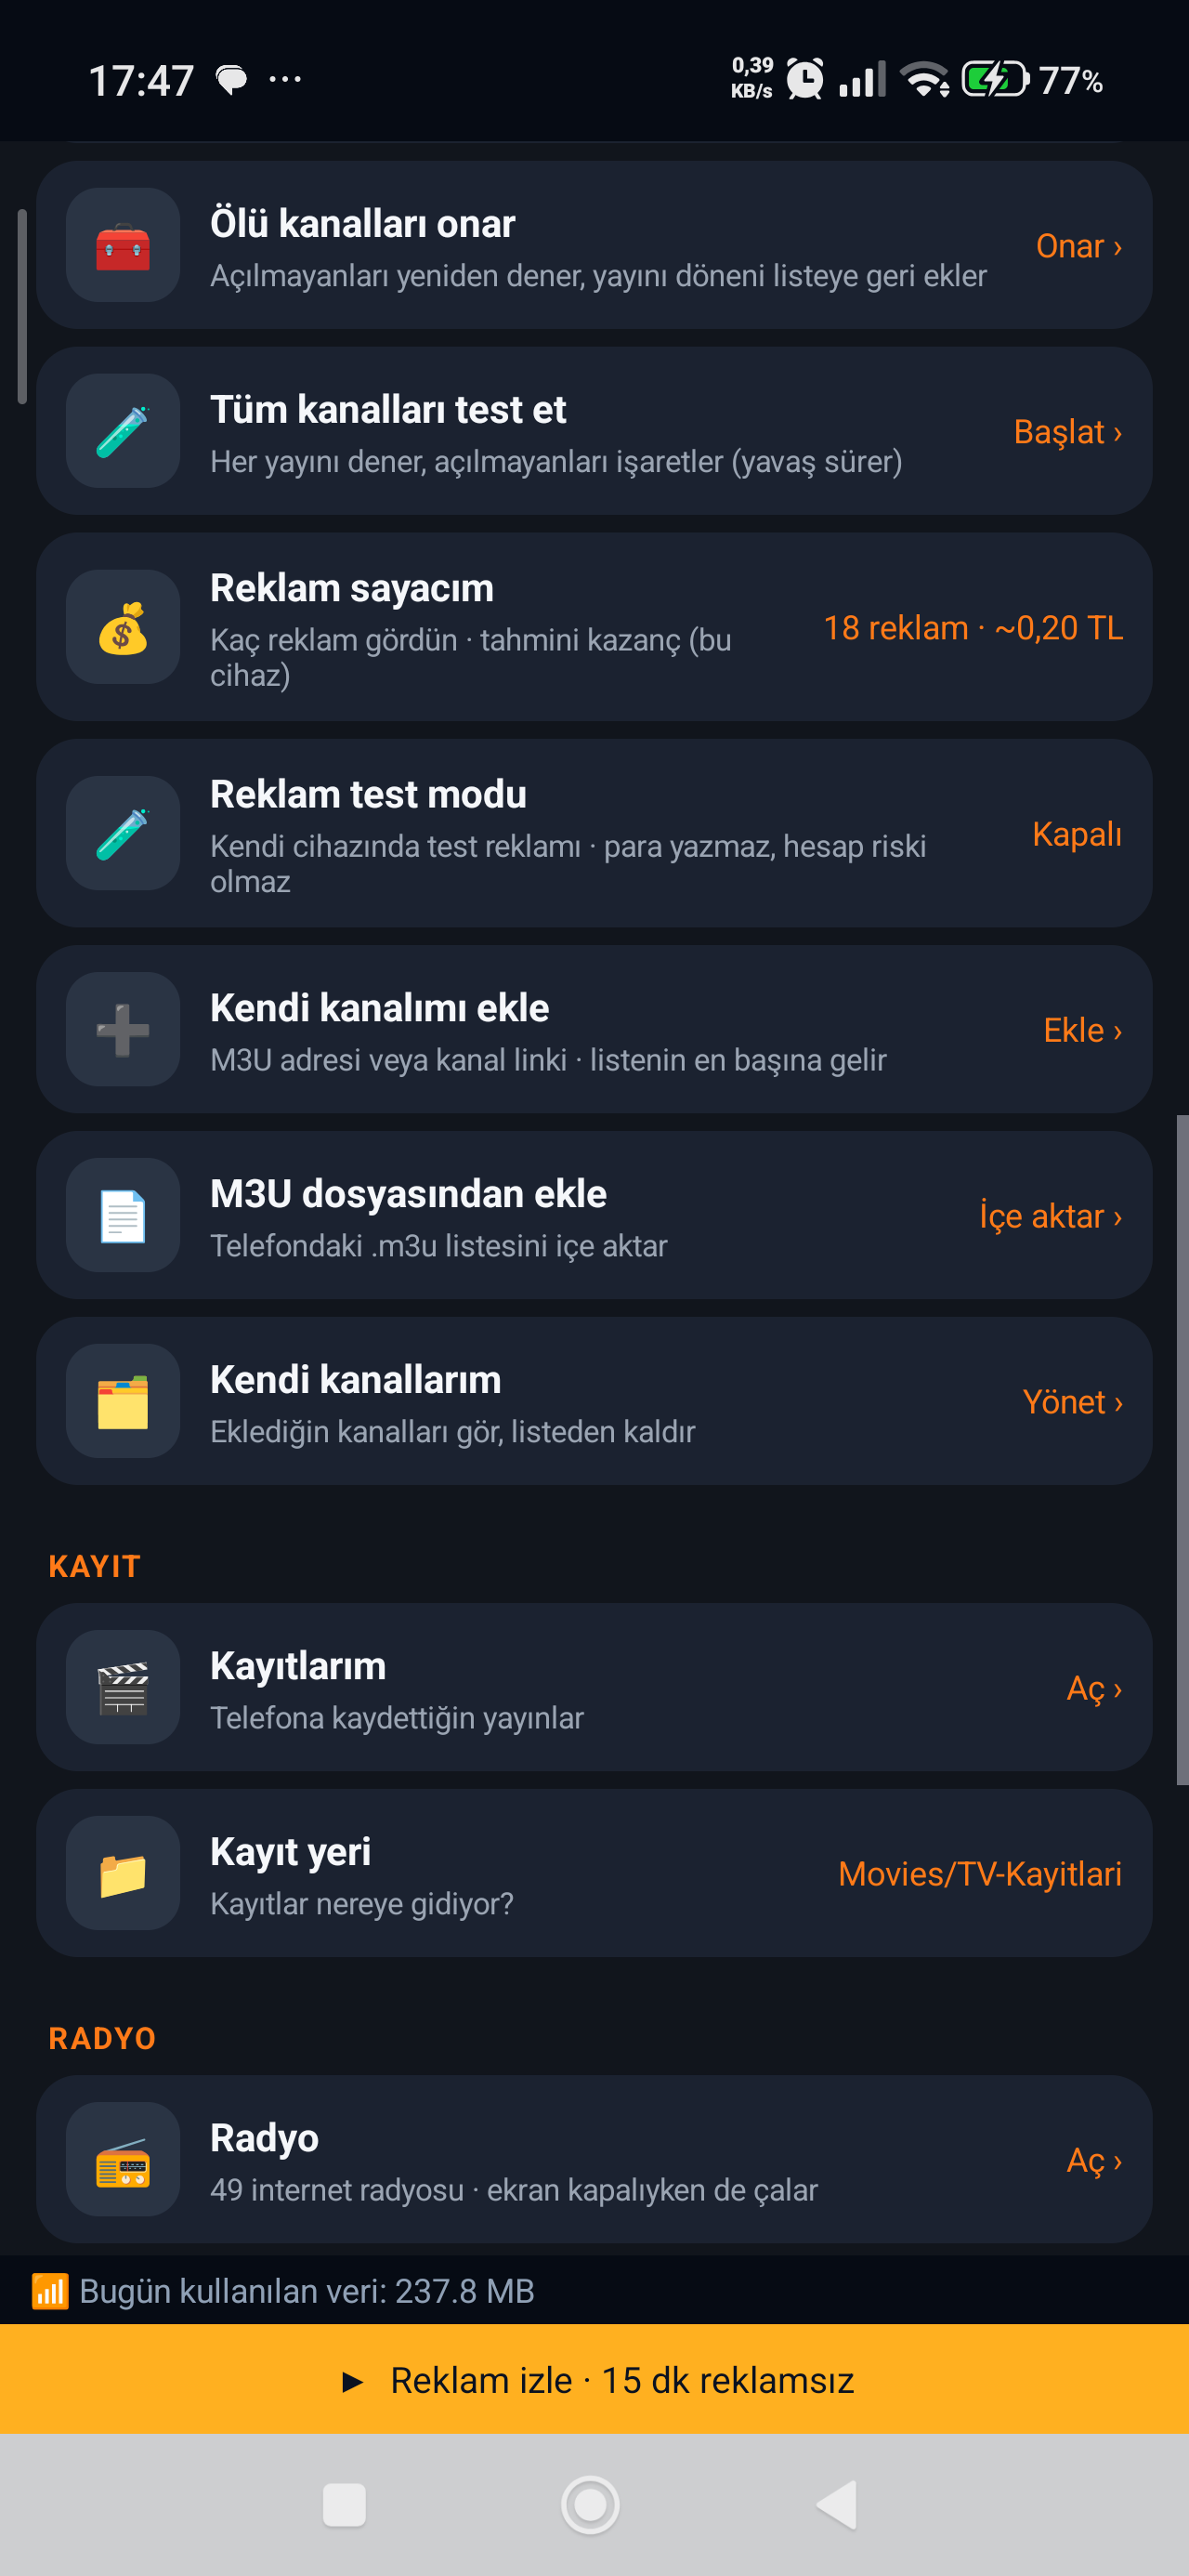 17:47 ...
0,39
KB/s
77%
Ölü kanalları onar
Açılmayanları yeniden dener, yayını döneni listeye geri ekler
Onar ›
Tüm kanalları test et
Her yayını dener, açılmayanları işaretler (yavaş sürer)
Başlat ›
Reklam sayacım
Kaç reklam gördün · tahmini kazanç (bu
cihaz)
18 reklam · ~0,20 TL
Reklam test modu
Kendi cihazında test reklamı · para yazmaz, hesap riski
olmaz
Kapalı
Kendi kanalımı ekle
M3U adresi veya kanal linki · listenin en başına gelir
Ekle ›
M3U dosyasından ekle
Telefondaki .m3u listesini içe aktar
İçe aktar ›
Kendi kanallarım
Eklediğin kanalları gör, listeden kaldır
Yönet ›
KAYIT
Kayıtlarım
Telefona kaydettiğin yayınlar
Aç ›
Kayıt yeri
Kayıtlar nereye gidiyor?
Movies/TV-Kayitlari
RADYO
Radyo
49 internet radyosu · ekran kapalıyken de çalar
Aç ›
Bugün kullanılan veri: 237.8 MB
► Reklam izle · 15 dk reklamsız